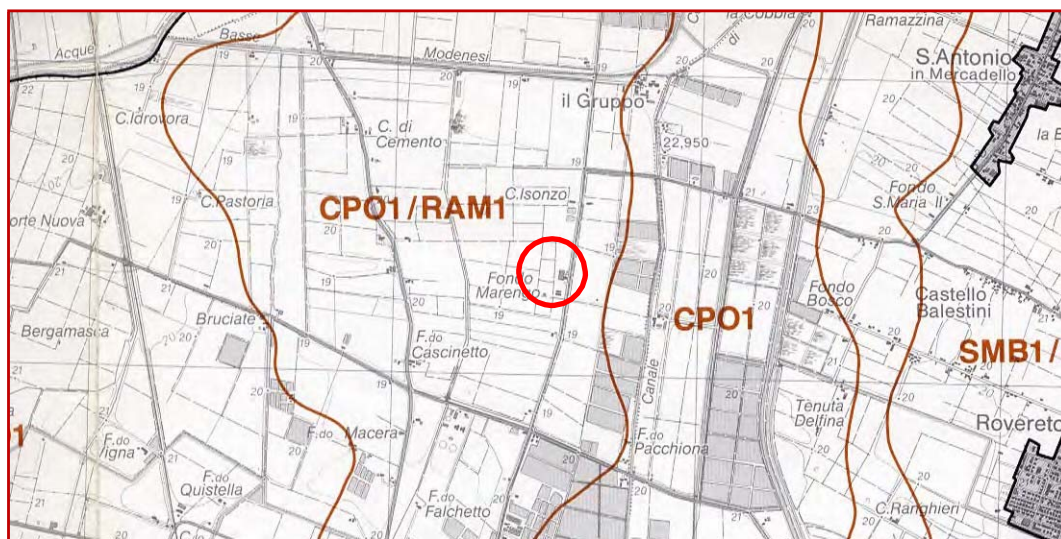 Acque
Basse
Modenesi
la Cobbia
di
Ramazzina
S. Antonio
in Mercadello
il Gruppo
C. Idrovora
C. di
Cemento
22,950
C. Pastoria
C. Isonzo
Fondo
S. Maria II
CPO1/RAM1
orte Nuova
Fondo
Marengo
Fondo
Bosco
Castello
Balestini
Bruciate
Bergamasca
CPO1
SMB1/
F.do
Cascinetto
Canale
Tenuta
Delfina
Rovereto
F.do
Vigna
F.do Macera
F.do
Pacchiona
F.do
Quistella
F.do
Falchetto
C. Ranghieri